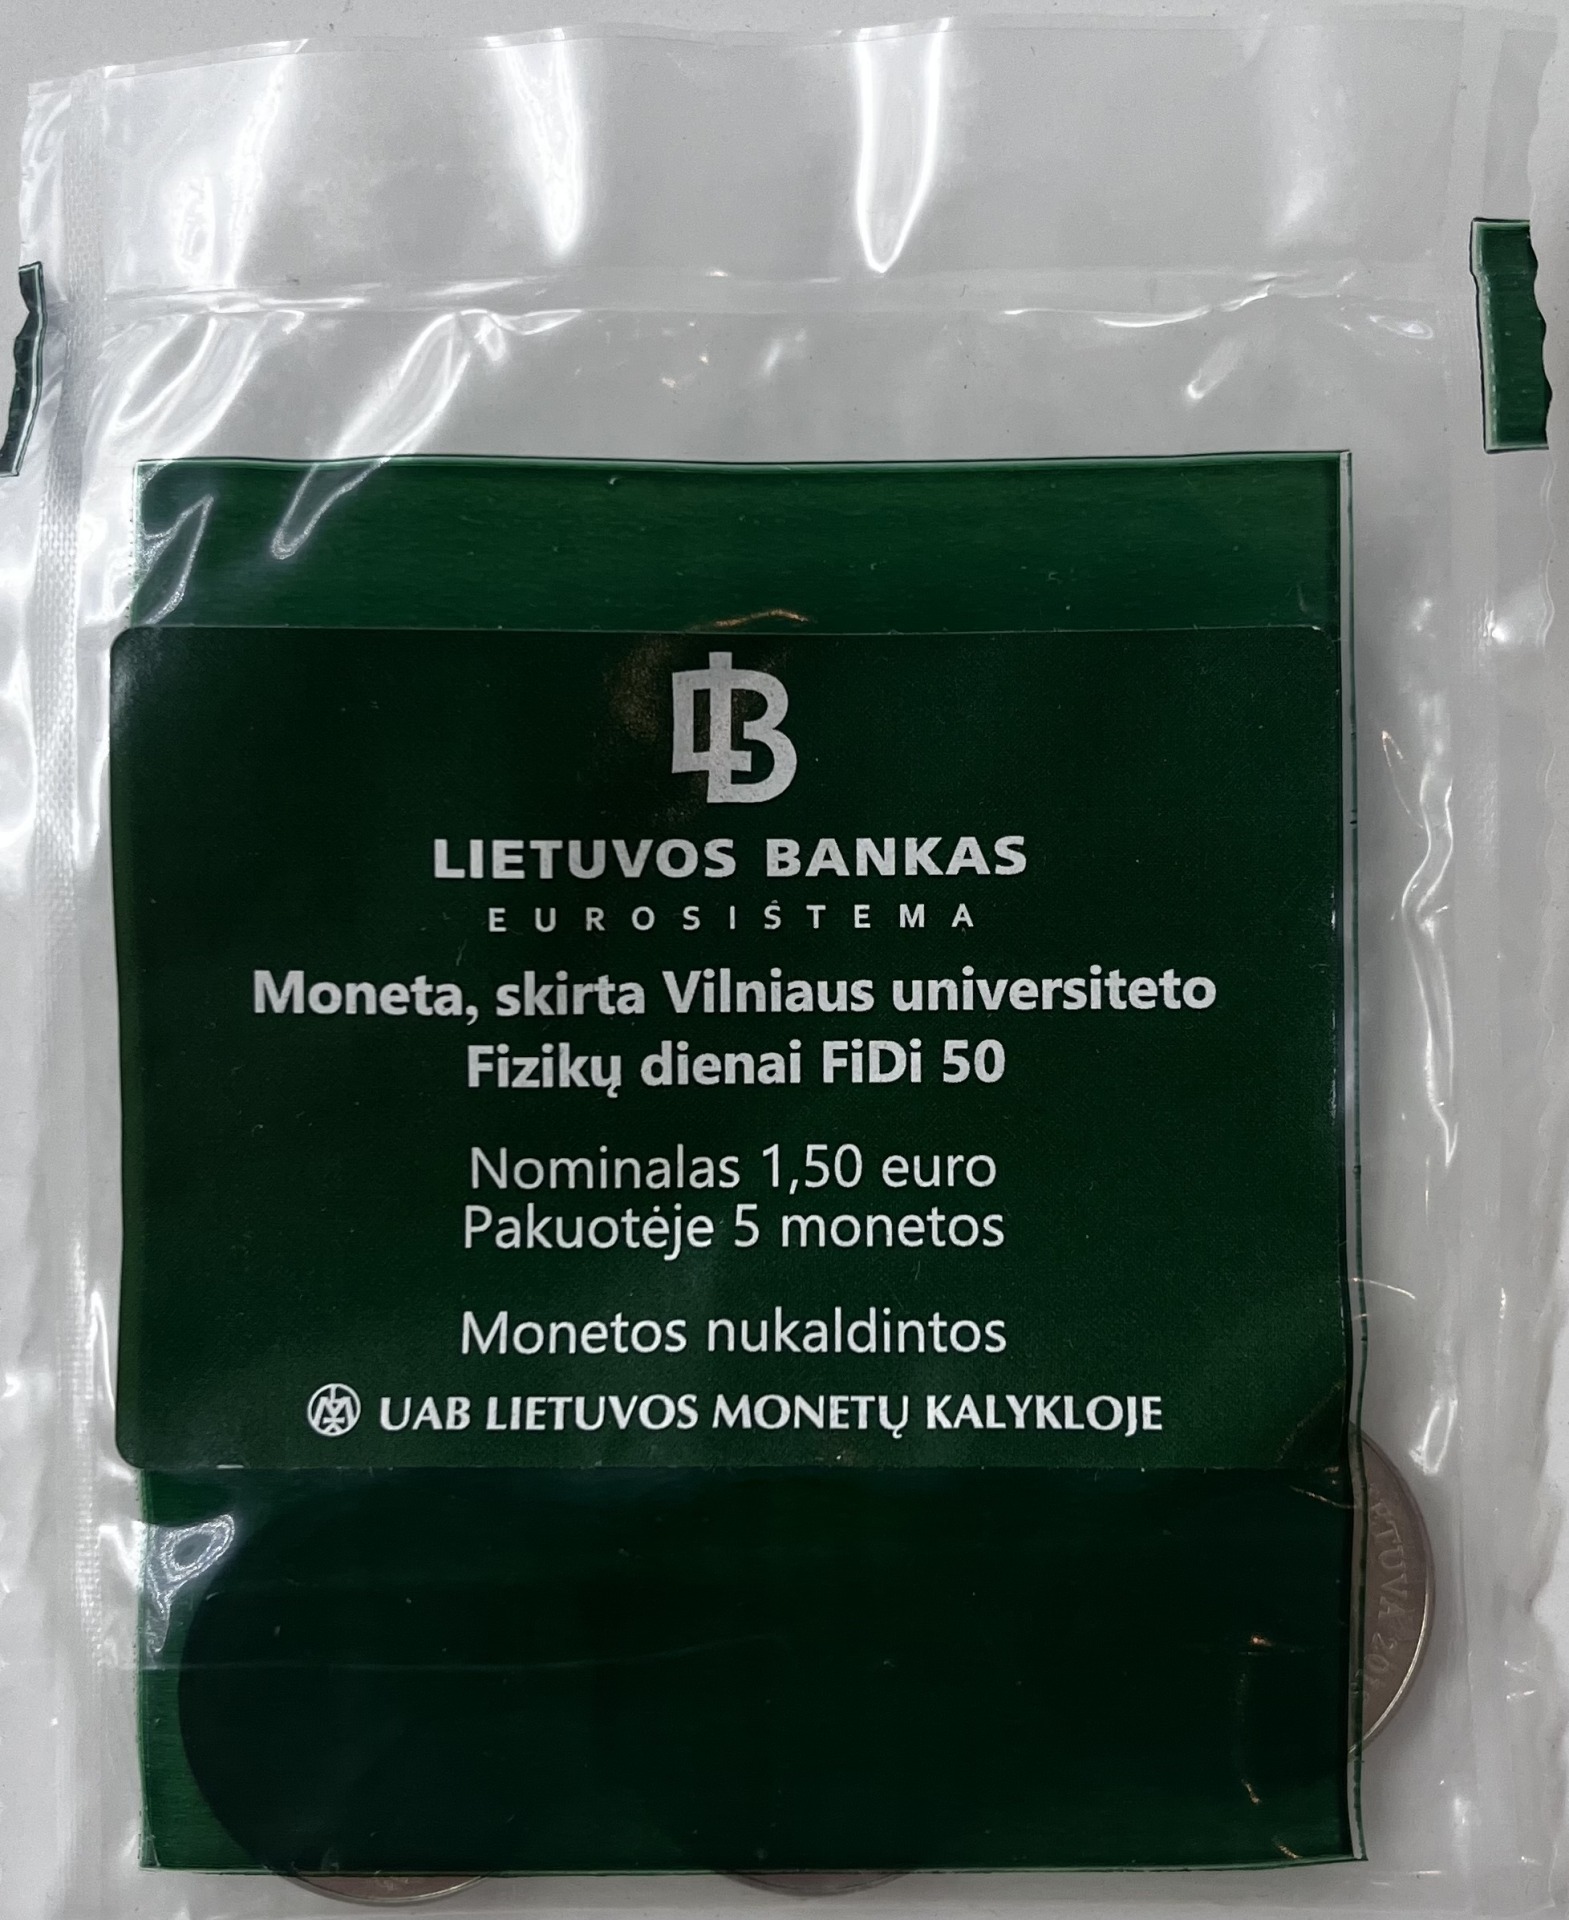 LIETUVOS BANKAS
EUROSISTEMA
Moneta, skirta Vilniaus universiteto
Fizikų dienai FiDi 50
Nominalas 1,50 euro
Pakuotėje 5 monetos
Monetos nukaldintos
UAB LIETUVOS MONETŲ KALYKLOJE